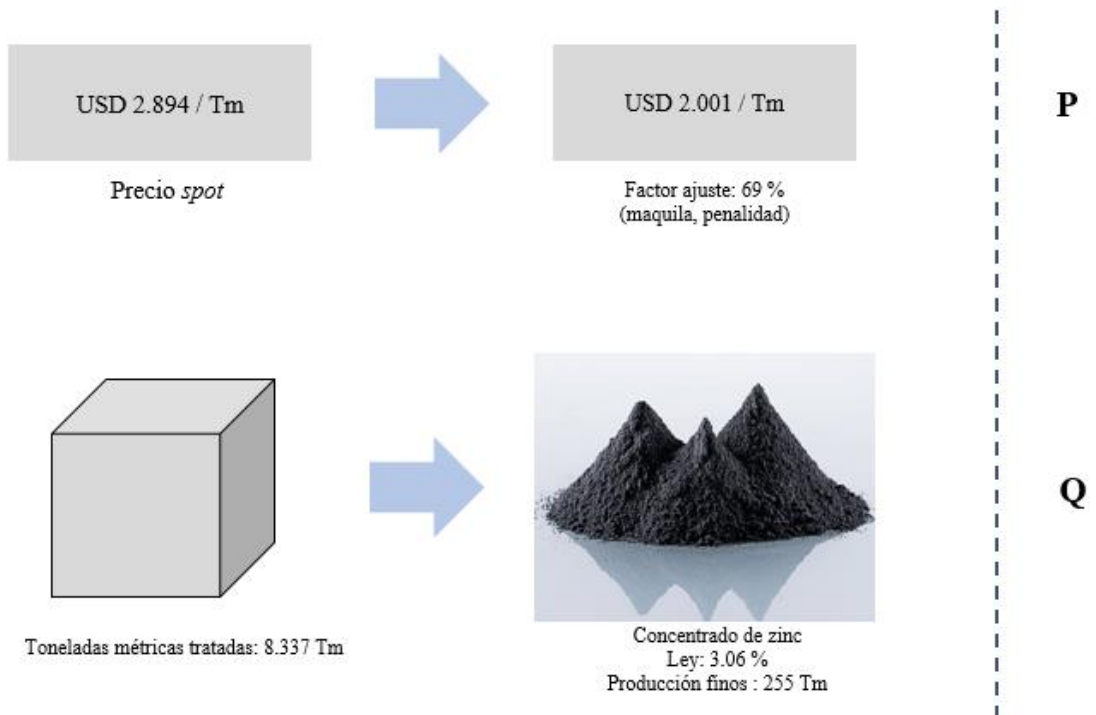 USD 2.894 / Tm
USD 2.001 / Tm
P
Precio spot
Factor ajuste: 69 %
(maquila, penalidad)
Q
Toneladas métricas tratadas: 8.337 Tm
Concentrado de zinc
Ley: 3.06 %
Producción finos : 255 Tm